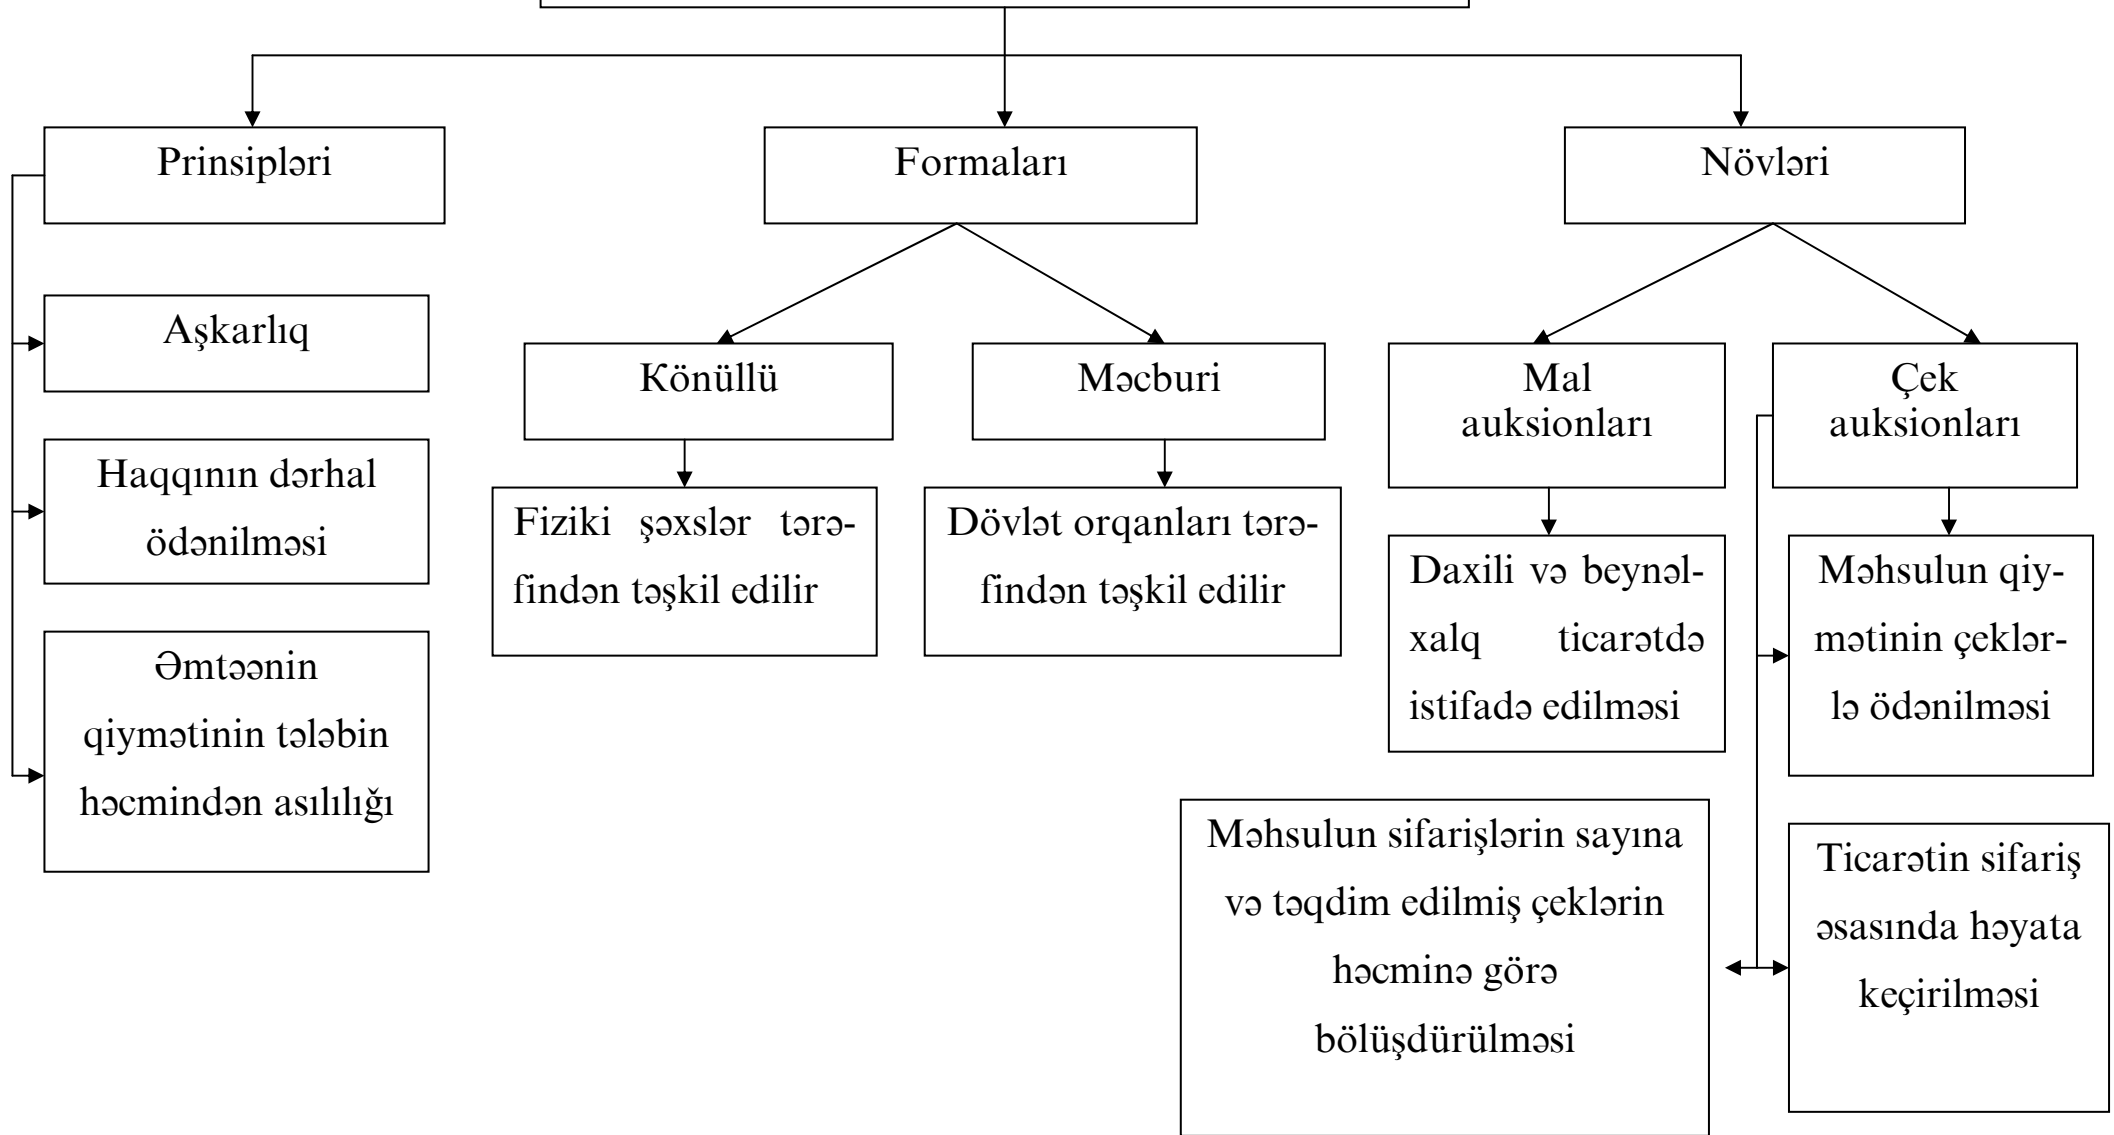 Prinsipləri
Formaları
Növləri
Aşkarlıq
Haqqının dərhal
ödənilməsi
Əmtəənin
qiymətinin tələbin
həcmindən asılılığı
Könüllü
Məcburi
Fiziki şəxslər tərə-
findən təşkil edilir
Dövlət orqanları tərə-
findən təşkil edilir
Mal
auksionları
Çek
auksionları
Daxili və beynəl-
xalq ticarətdə
istifadə edilməsi
Məhsulun qiy-
mətinin çeklər-
lə ödənilməsi
Məhsulun sifarişlərin sayına
və təqdim edilmiş çeklərin
həcminə görə
bölüşdürülməsi
Ticarətin sifariş
əsasında həyata
keçirilməsi